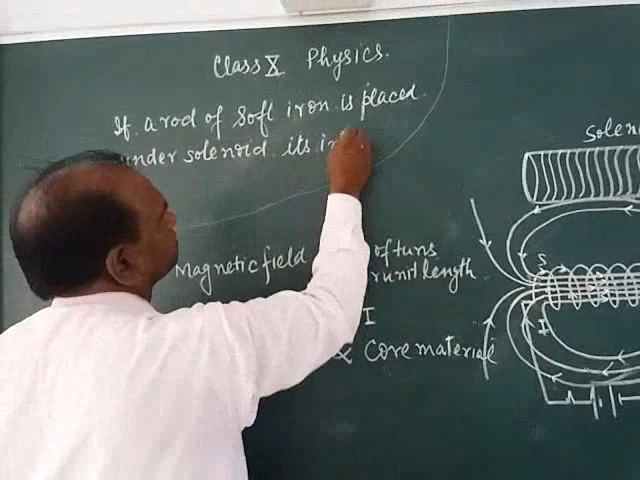 Class X Physics.
If a rod of Soft iron is placed
under solenoid its
Magnetic field of turns
unit length
I
α Core material
S
I